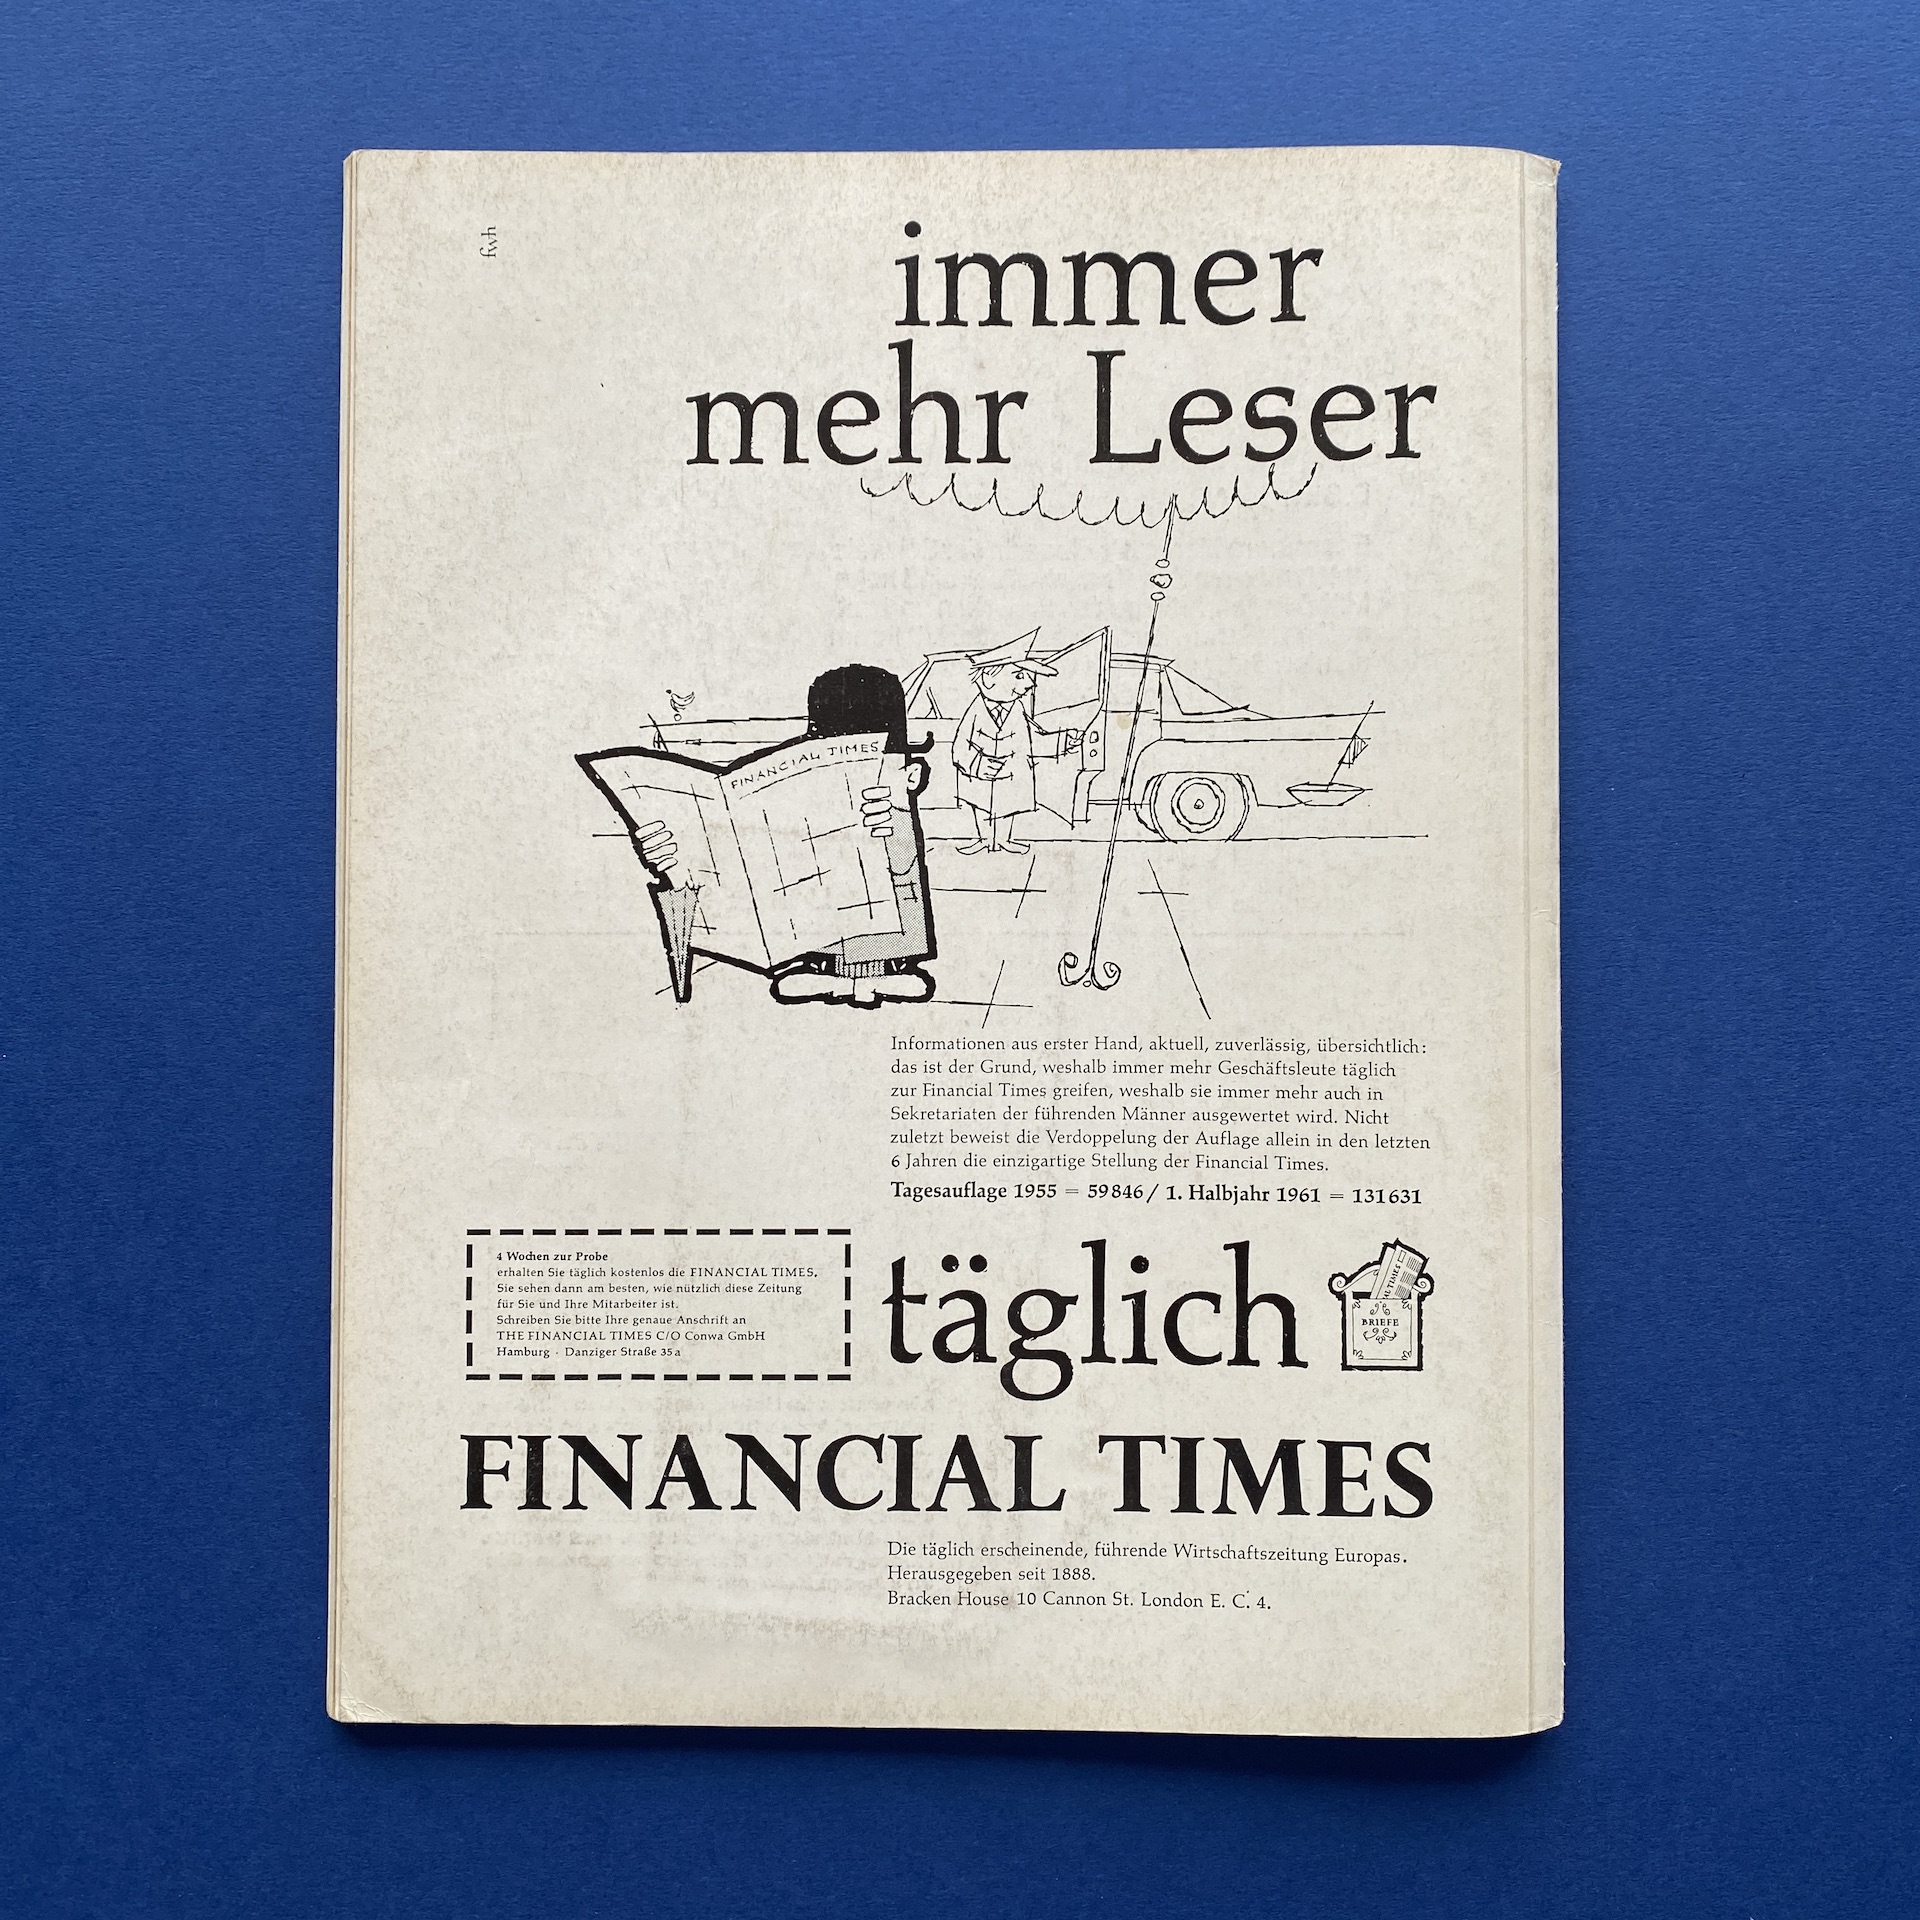 fwh
immer
mehr Leser
FINANCIAL TIMES
Informationen aus erster Hand, aktuell, zuverlässig, übersichtlich:
das ist der Grund, weshalb immer mehr Geschäftsleute täglich
zur Financial Times greifen, weshalb sie immer mehr auch in
Sekretariaten der führenden Männer ausgewertet wird. Nicht
zuletzt beweist die Verdoppelung der Auflage allein in den letzten
6 Jahren die einzigartige Stellung der Financial Times.
Tagesauflage 1955 = 59846 / 1. Halbjahr 1961 = 131631
4 Wochen zur Probe
erhalten Sie täglich kostenlos die FINANCIAL TIMES.
Sie sehen dann am besten, wie nützlich diese Zeitung
für Sie und Ihre Mitarbeiter ist.
Schreiben Sie bitte Ihre genaue Anschrift an
THE FINANCIAL TIMES C/O Conwa GmbH
Hamburg · Danziger Straße 35a
täglich
AL TIMES
BRIEFE
FINANCIAL TIMES
Die täglich erscheinende, führende Wirtschaftszeitung Europas.
Herausgegeben seit 1888.
Bracken House 10 Cannon St. London E. C. 4.